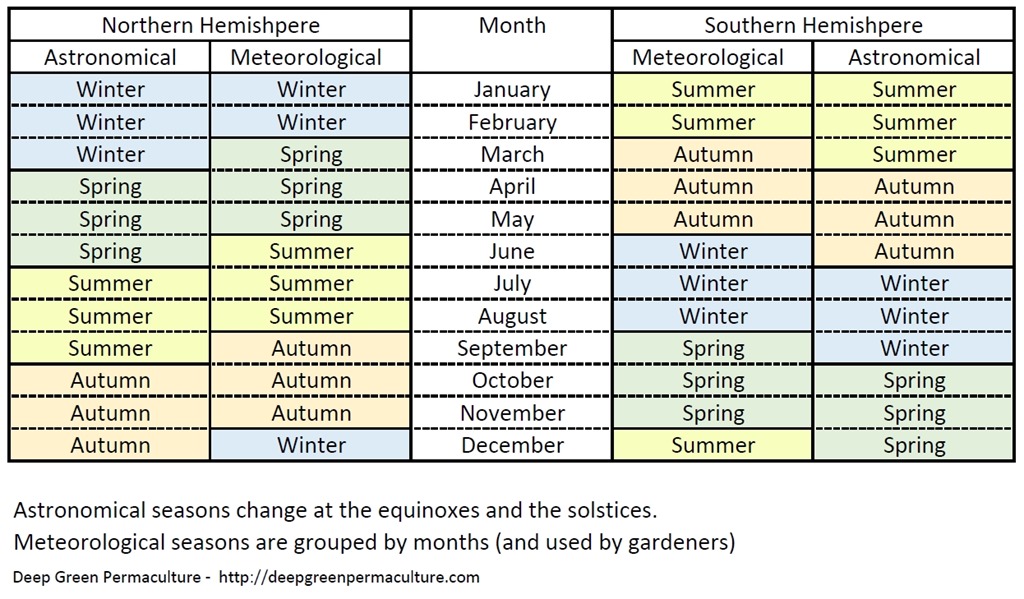 Northern Hemishpere Month Southern Hemishpere
Astronomical Meteorological Meteorological Astronomical
Winter Winter January Summer Summer
Winter Winter February Summer Summer
Winter Spring March Autumn Summer
Spring Spring April Autumn Autumn
Spring Spring May Autumn Autumn
Spring Summer June Winter Autumn
Summer Summer July Winter Winter
Summer Summer August Winter Winter
Summer Autumn September Spring Winter
Autumn Autumn October Spring Spring
Autumn Autumn November Spring Spring
Autumn Winter December Summer Spring
Astronomical seasons change at the equinoxes and the solstices.
Meteorological seasons are grouped by months (and used by gardeners)
Deep Green Permaculture - http://deepgreenpermaculture.com